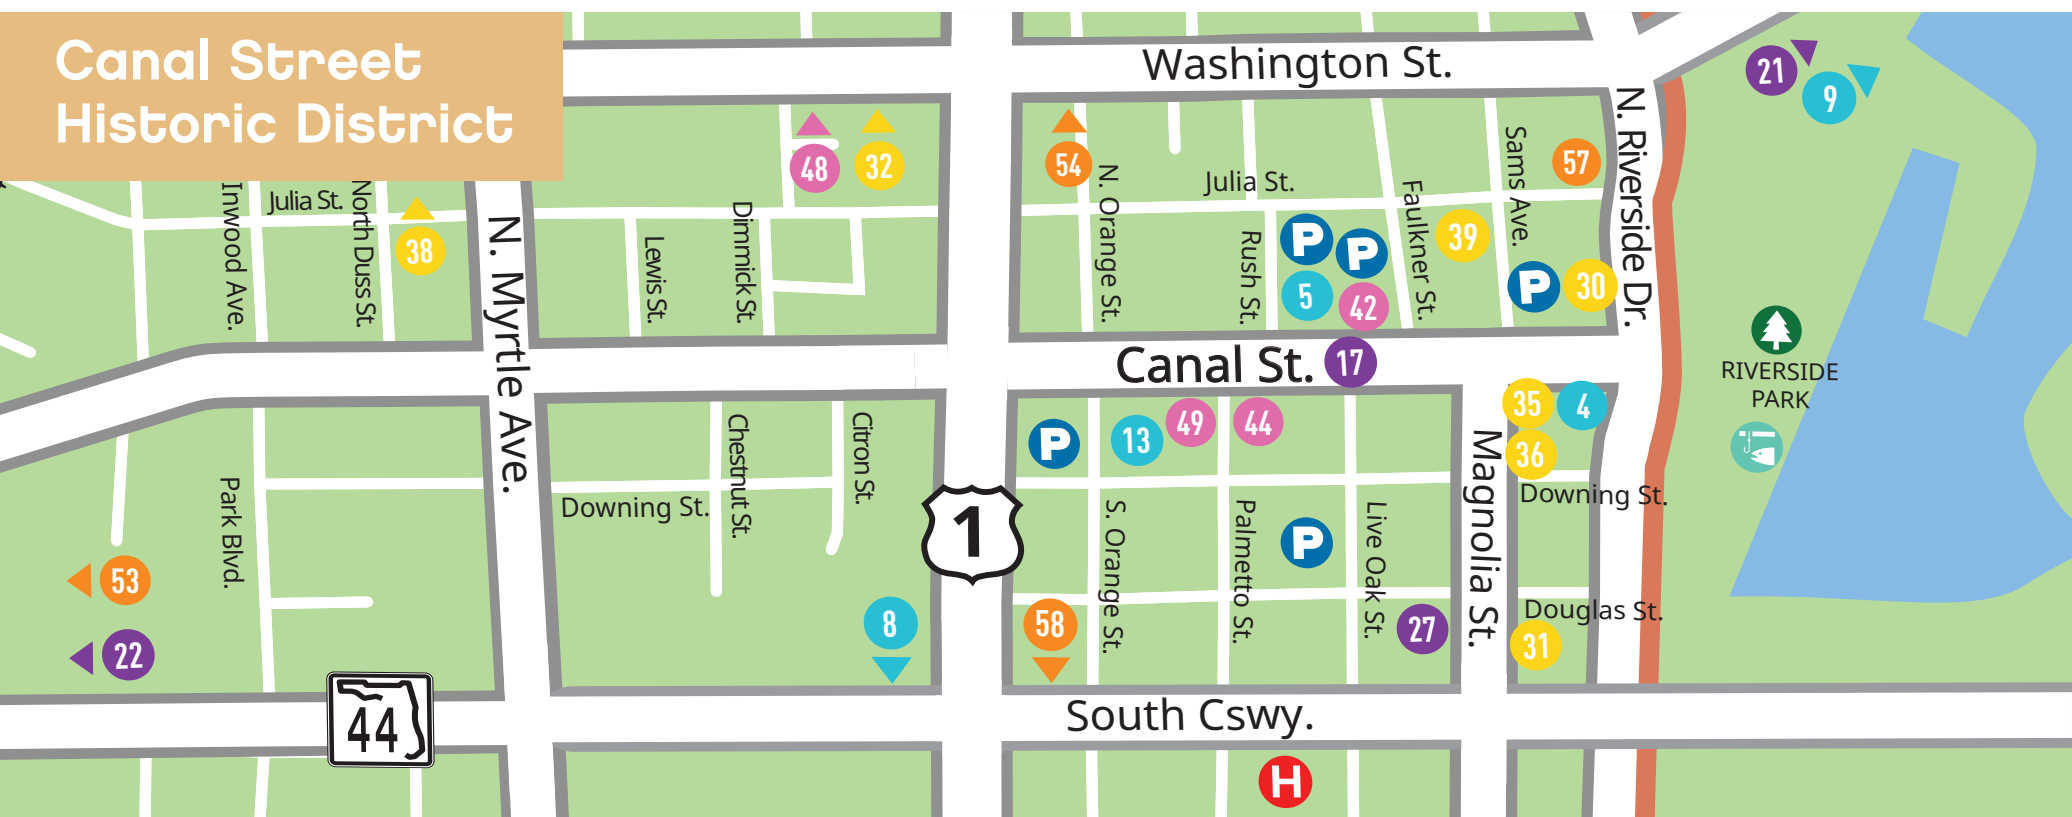 Canal Street
Historic District
Washington St.
21
9
48
32
54
57
Julia St.
Julia St.
Inwood Ave.
North Duss St.
38
N. Myrtle Ave.
Lewis St.
Dimmick St.
N. Orange St.
Rush St.
P
P
5
42
Faulkner St.
39
Sams Ave.
P
30
N. Riverside Dr.
RIVERSIDE
PARK
Canal St.
17
35
4
36
P
13
49
44
Chestnut St.
Citron St.
Park Blvd.
Downing St.
1
S. Orange St.
Palmetto St.
P
Live Oak St.
Magnolia St.
Downing St.
53
22
8
58
27
Douglas St.
31
44
South Cswy.
H